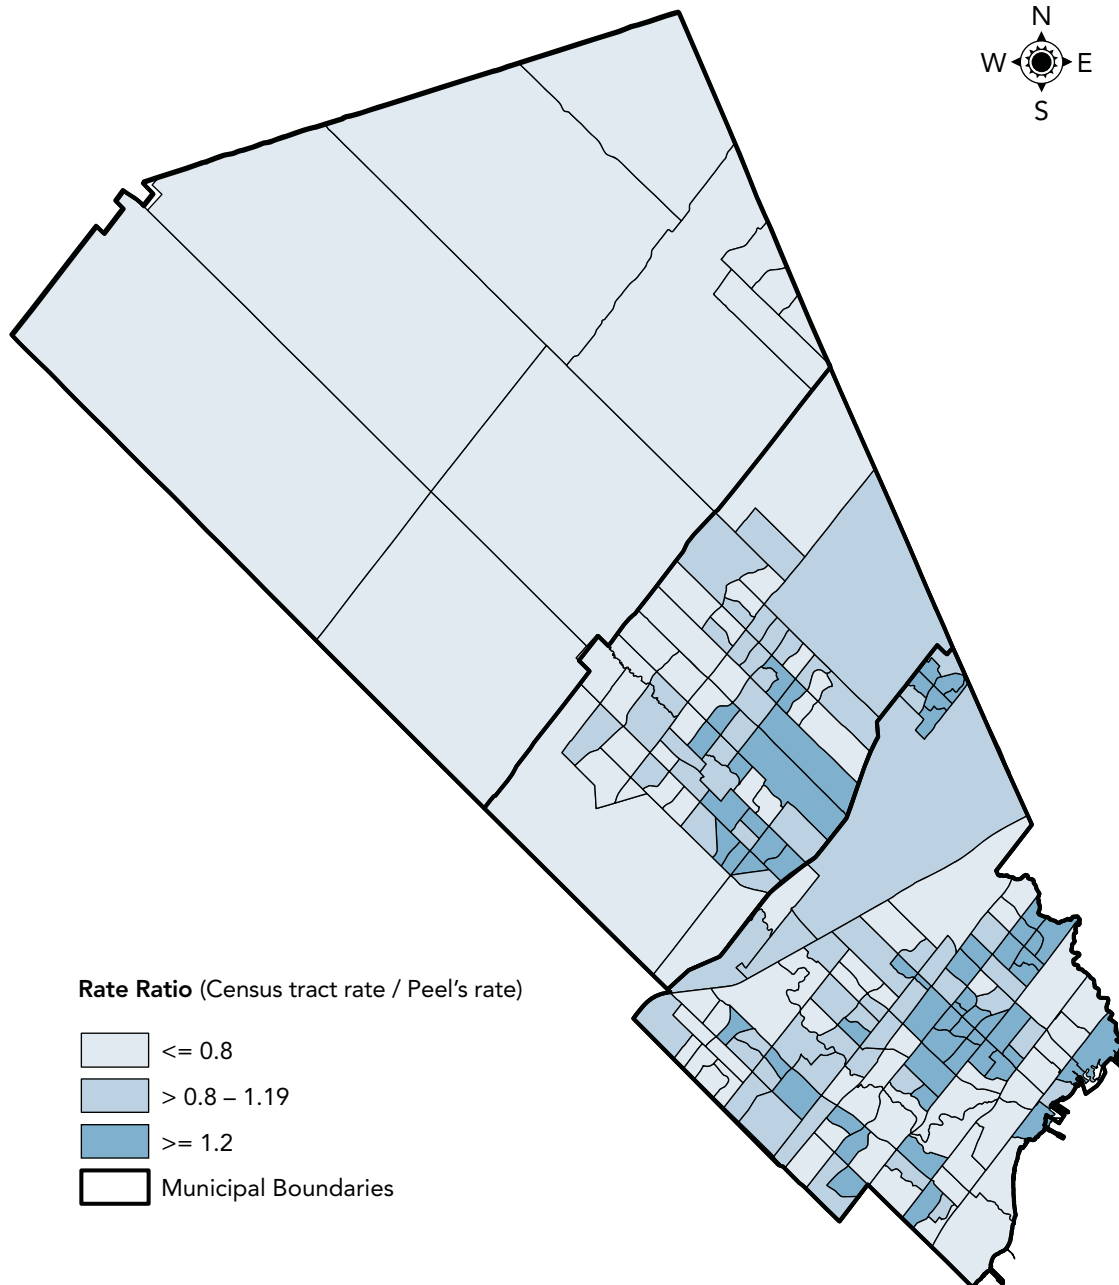 N
W E
S
Rate Ratio (Census tract rate / Peel's rate)
<= 0.8
> 0.8 – 1.19
>= 1.2
Municipal Boundaries